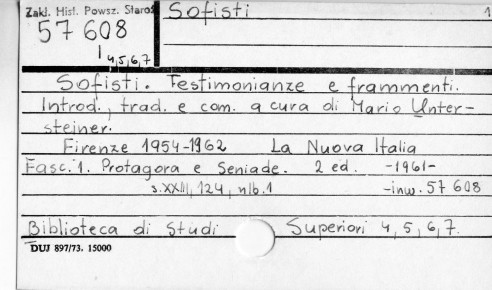 Zakł. Hist. Powsz. Staroż
Sofisti
1
57 608
1
4,5,6,7
Sofisti. Testimonianze e frammenti.
Introd., trad. e com. a cura di Mario Unter-
steiner.
Firenze 1954-1962 La Nuova Italia
Fasc. 1. Protagora e Seniade. 2 ed. -1961-
s. XXIII, 124, nlb. 1 -inw. 57 608
Biblioteca di Studi Superiori 4, 5, 6, 7.
DUJ 897/73. 15000